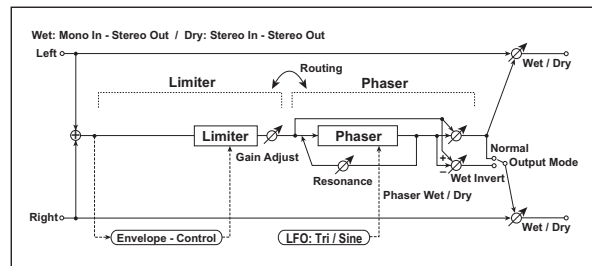 Wet: Mono In - Stereo Out / Dry: Stereo In - Stereo Out
Left
Wet / Dry
Routing
Limiter
Phaser
+
Limiter
Phaser
Gain Adjust
Resonance
+
−
Normal
Output Mode
Wet Invert
Phaser Wet / Dry
Right
Wet / Dry
Envelope - Control
LFO: Tri / Sine